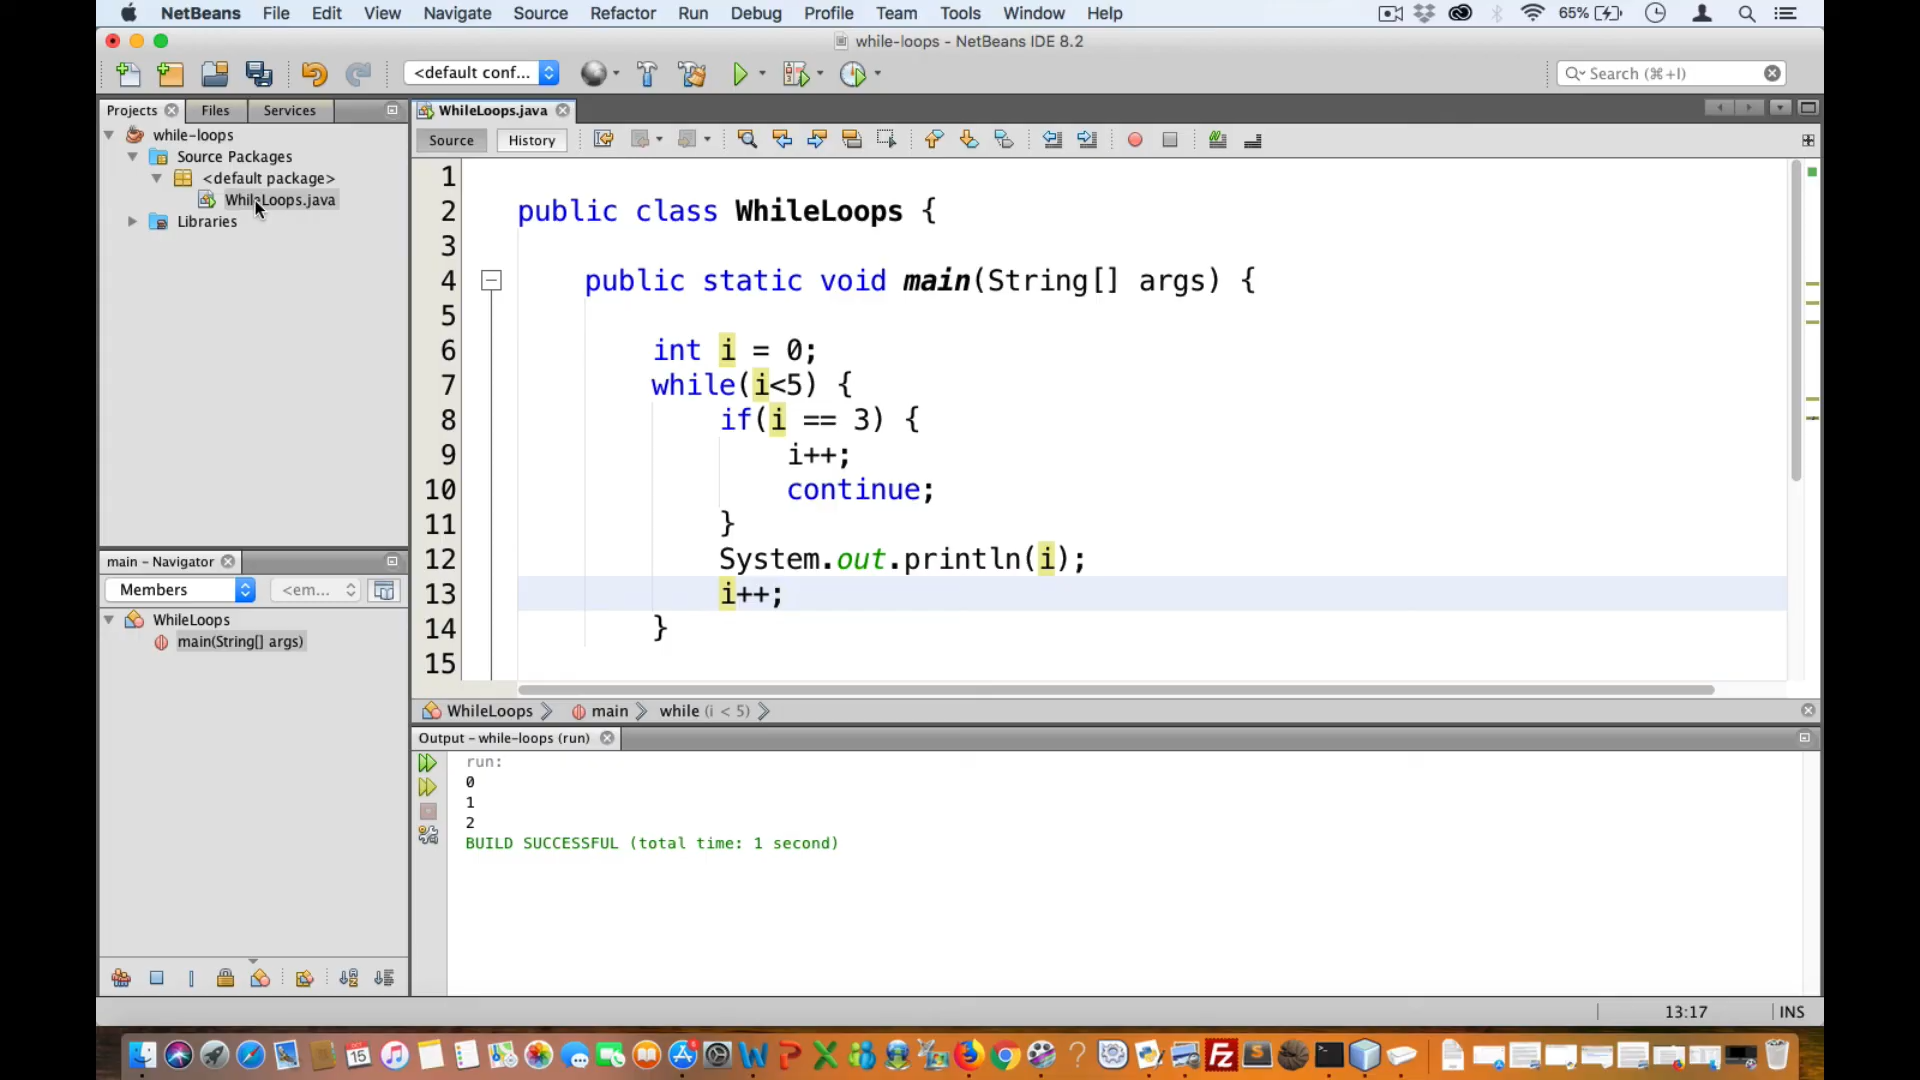 NetBeans File Edit View Navigate Source Refactor Run Debug Profile Team Tools Window Help 65%
while-loops - NetBeans IDE 8.2
<default conf...
Search (⌘+I)
Projects Files Services
while-loops
Source Packages
<default package>
WhileLoops.java
Libraries
main - Navigator
Members <em...
WhileLoops
main(String[] args)
WhileLoops.java
Source History
1
2 public class WhileLoops {
3
4 public static void main(String[] args) {
5
6 int i = 0;
7 while(i<5) {
8 if(i == 3) {
9 i++;
10 continue;
11 }
12 System.out.println(i);
13 i++;
14 }
15
WhileLoops main while (i < 5)
Output - while-loops (run)
run:
0
1
2
BUILD SUCCESSFUL (total time: 1 second)
13:17 INS
15